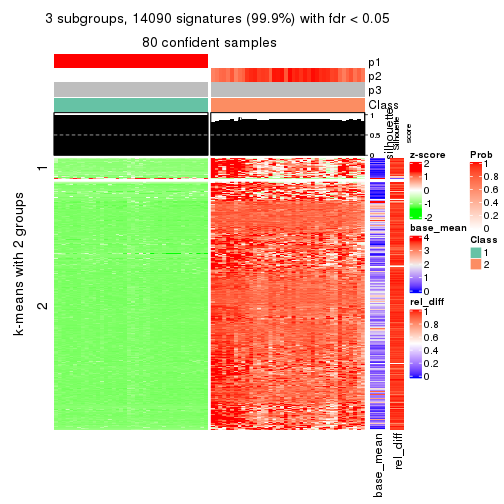 3 subgroups, 14090 signatures (99.9%) with fdr < 0.05
80 confident samples
p1
p2
p3
Class
1
0.5
0
silhouette
Silhouette
score
k-means with 2 groups
1
2
base_mean
rel_diff
z-score
2
1
0
-1
-2
base_mean
4
3
2
1
0
rel_diff
1
0.8
0.6
0.4
0.2
0
Prob
1
0.8
0.6
0.4
0.2
0
Class
1
2